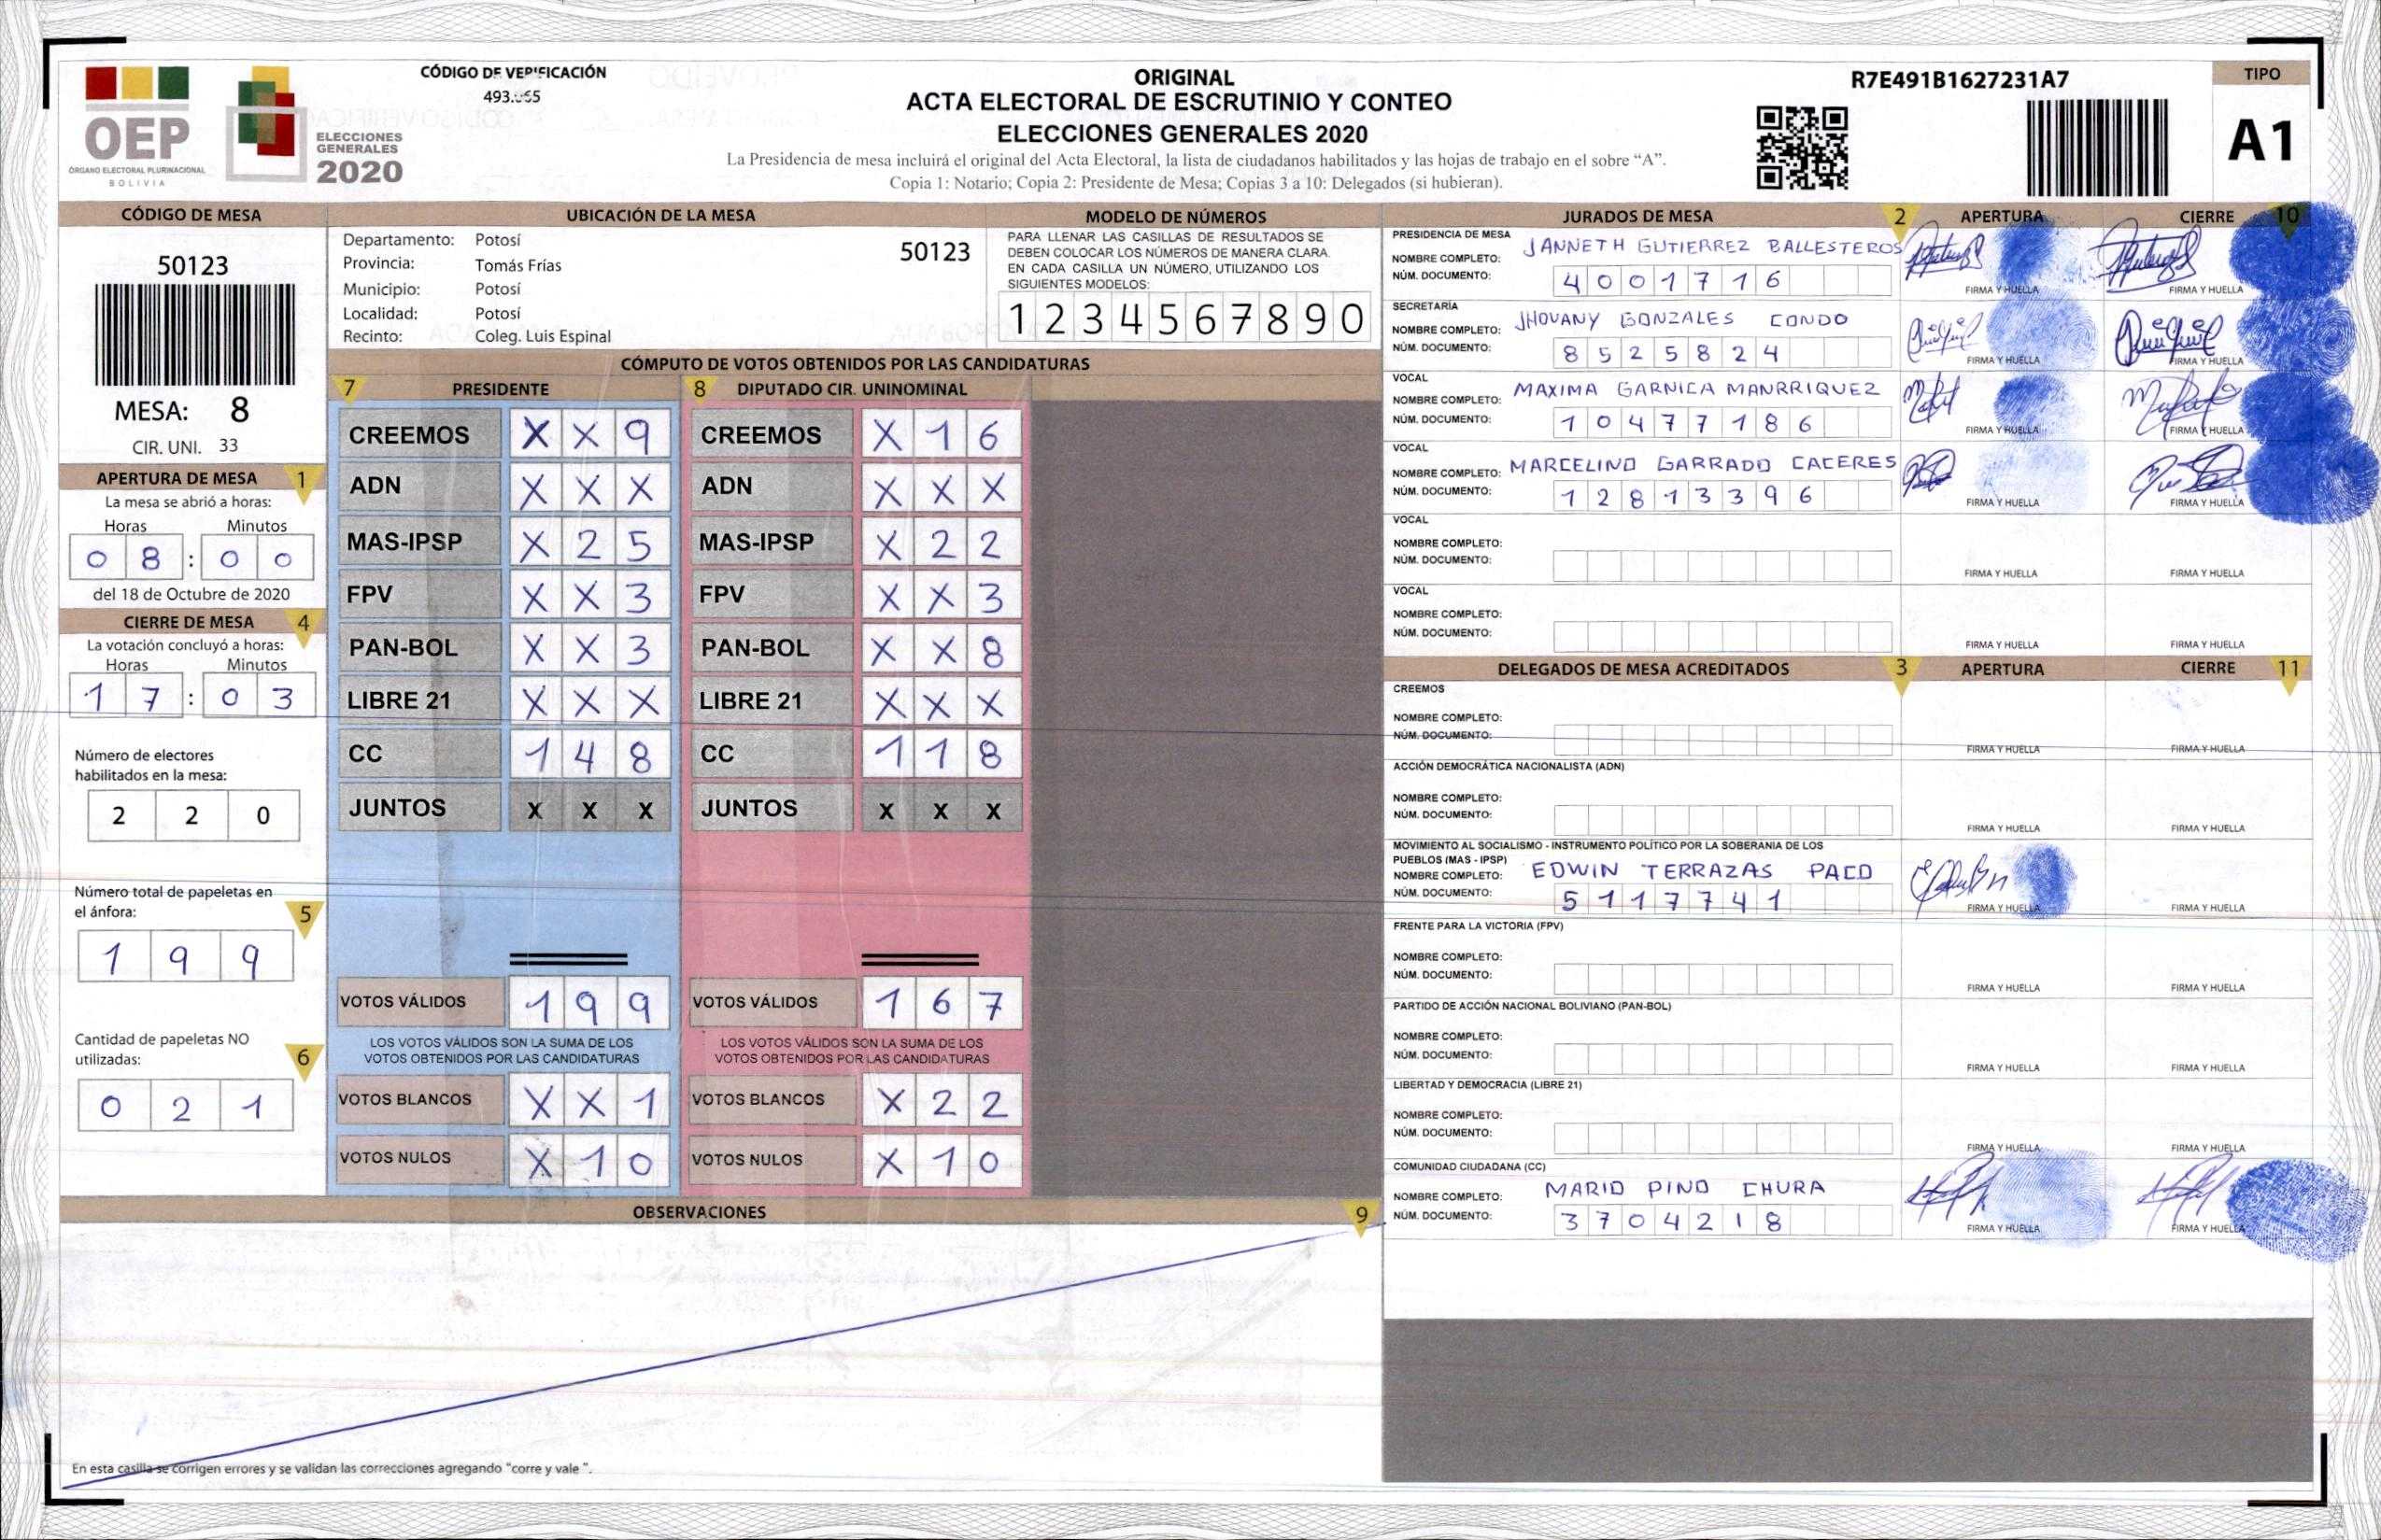 OEP
ÓRGANO ELECTORAL PLURINACIONAL
BOLIVIA
ELECCIONES
GENERALES
2020
CÓDIGO DE VERIFICACIÓN
ORIGINAL
ACTA ELECTORAL DE ESCRUTINIO Y CONTEO
ELECCIONES GENERALES 2020
La Presidencia de mesa incluirá el original del Acta Electoral, la lista de ciudadanos habilitados y las hojas de trabajo en el sobre “A”.
Copia 1: Notario; Copia 2: Presidente de Mesa; Copias 3 a 10: Delegados (si hubieran).
R7E491B1627231A7
TIPO
A1
CÓDIGO DE MESA
50123
MESA: 8
CIR. UNI. 33
APERTURA DE MESA 1
La mesa se abrió a horas:
Horas Minutos
0 8 : 0 0
del 18 de Octubre de 2020
CIERRE DE MESA 4
La votación concluyó a horas:
Horas Minutos
1 7 : 0 3
Número de electores
habilitados en la mesa:
2 2 0
Número total de papeletas en
el ánfora: 5
1 9 9
Cantidad de papeletas NO
utilizadas: 6
0 2 1
UBICACIÓN DE LA MESA
Departamento: Potosí
50123
Provincia: Tomás Frías
Municipio: Potosí
Localidad: Potosí
Recinto: Coleg. Luis Espinal
MODELO DE NÚMEROS
PARA LLENAR LAS CASILLAS DE RESULTADOS SE
DEBEN COLOCAR LOS NÚMEROS DE MANERA CLARA.
EN CADA CASILLA UN NÚMERO, UTILIZANDO LOS
SIGUIENTES MODELOS:
1 2 3 4 5 6 7 8 9 0
CÓMPUTO DE VOTOS OBTENIDOS POR LAS CANDIDATURAS
7 PRESIDENTE
CREEMOS X X 9
ADN X X X
MAS-IPSP X 2 5
FPV X X 3
PAN-BOL X X 3
LIBRE 21 X X X
CC 1 4 8
JUNTOS X X X
VOTOS VÁLIDOS 1 9 9
LOS VOTOS VÁLIDOS SON LA SUMA DE LOS
VOTOS OBTENIDOS POR LAS CANDIDATURAS
VOTOS BLANCOS X X 1
VOTOS NULOS X 1 0
8 DIPUTADO CIR. UNINOMINAL
CREEMOS X 1 6
ADN X X X
MAS-IPSP X 2 2
FPV X X 3
PAN-BOL X X 8
LIBRE 21 X X X
CC 1 1 8
JUNTOS X X X
VOTOS VÁLIDOS 1 6 7
LOS VOTOS VÁLIDOS SON LA SUMA DE LOS
VOTOS OBTENIDOS POR LAS CANDIDATURAS
VOTOS BLANCOS X 2 2
VOTOS NULOS X 1 0
OBSERVACIONES 9
En esta casilla se corrigen errores y se validan las correcciones agregando "corre y vale ".
JURADOS DE MESA 2 APERTURA CIERRE 10
PRESIDENCIA DE MESA
NOMBRE COMPLETO: JANNETH GUTIERREZ BALLESTEROS
NÚM. DOCUMENTO: 4 0 0 1 7 1 6
FIRMA Y HUELLA FIRMA Y HUELLA
SECRETARÍA
NOMBRE COMPLETO: JHOVANY GONZALES CONDO
NÚM. DOCUMENTO: 8 5 2 5 8 2 4
FIRMA Y HUELLA FIRMA Y HUELLA
VOCAL
NOMBRE COMPLETO: MAXIMA GARNICA MANRRIQUEZ
NÚM. DOCUMENTO: 1 0 4 7 7 1 8 6
FIRMA Y HUELLA FIRMA Y HUELLA
VOCAL
NOMBRE COMPLETO: MARCELINO GARRADO CACERES
NÚM. DOCUMENTO: 1 2 8 1 3 3 9 6
FIRMA Y HUELLA FIRMA Y HUELLA
VOCAL
NOMBRE COMPLETO:
NÚM. DOCUMENTO:
FIRMA Y HUELLA FIRMA Y HUELLA
VOCAL
NOMBRE COMPLETO:
NÚM. DOCUMENTO:
FIRMA Y HUELLA FIRMA Y HUELLA
DELEGADOS DE MESA ACREDITADOS 3 APERTURA CIERRE 11
CREEMOS
NOMBRE COMPLETO:
NÚM. DOCUMENTO:
FIRMA Y HUELLA FIRMA Y HUELLA
ACCIÓN DEMOCRÁTICA NACIONALISTA (ADN)
NOMBRE COMPLETO:
NÚM. DOCUMENTO:
FIRMA Y HUELLA FIRMA Y HUELLA
MOVIMIENTO AL SOCIALISMO - INSTRUMENTO POLÍTICO POR LA SOBERANIA DE LOS
PUEBLOS (MAS - IPSP)
NOMBRE COMPLETO: EDWIN TERRAZAS PACO
NÚM. DOCUMENTO: 5 1 1 7 7 4 1
FIRMA Y HUELLA FIRMA Y HUELLA
FRENTE PARA LA VICTORIA (FPV)
NOMBRE COMPLETO:
NÚM. DOCUMENTO:
FIRMA Y HUELLA FIRMA Y HUELLA
PARTIDO DE ACCIÓN NACIONAL BOLIVIANO (PAN-BOL)
NOMBRE COMPLETO:
NÚM. DOCUMENTO:
FIRMA Y HUELLA FIRMA Y HUELLA
LIBERTAD Y DEMOCRACIA (LIBRE 21)
NOMBRE COMPLETO:
NÚM. DOCUMENTO:
FIRMA Y HUELLA FIRMA Y HUELLA
COMUNIDAD CIUDADANA (CC)
NOMBRE COMPLETO: MARIO PINO CHURA
NÚM. DOCUMENTO: 3 7 0 4 2 1 8
FIRMA Y HUELLA FIRMA Y HUELLA